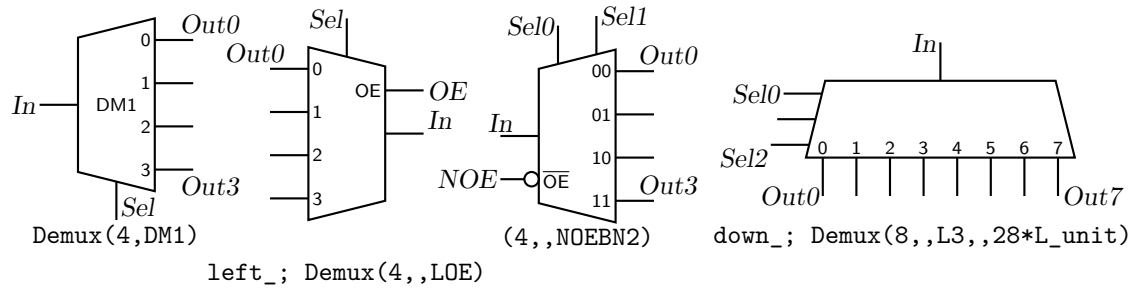 Out0
0
1
DM1
In
2
3
Out3
Sel
Demux(4,DM1)
Sel
Out0
0
OE
OE
1
In
2
3
left_; Demux(4,,LOE)
Sel0
Sel1
Out0
00
01
In
10
NOE
OE
Out3
11
(4,,NOEBN2)
In
Sel0
Sel2
0 1 2 3 4 5 6 7
Out0
Out7
down_; Demux(8,,L3,,28*L_unit)